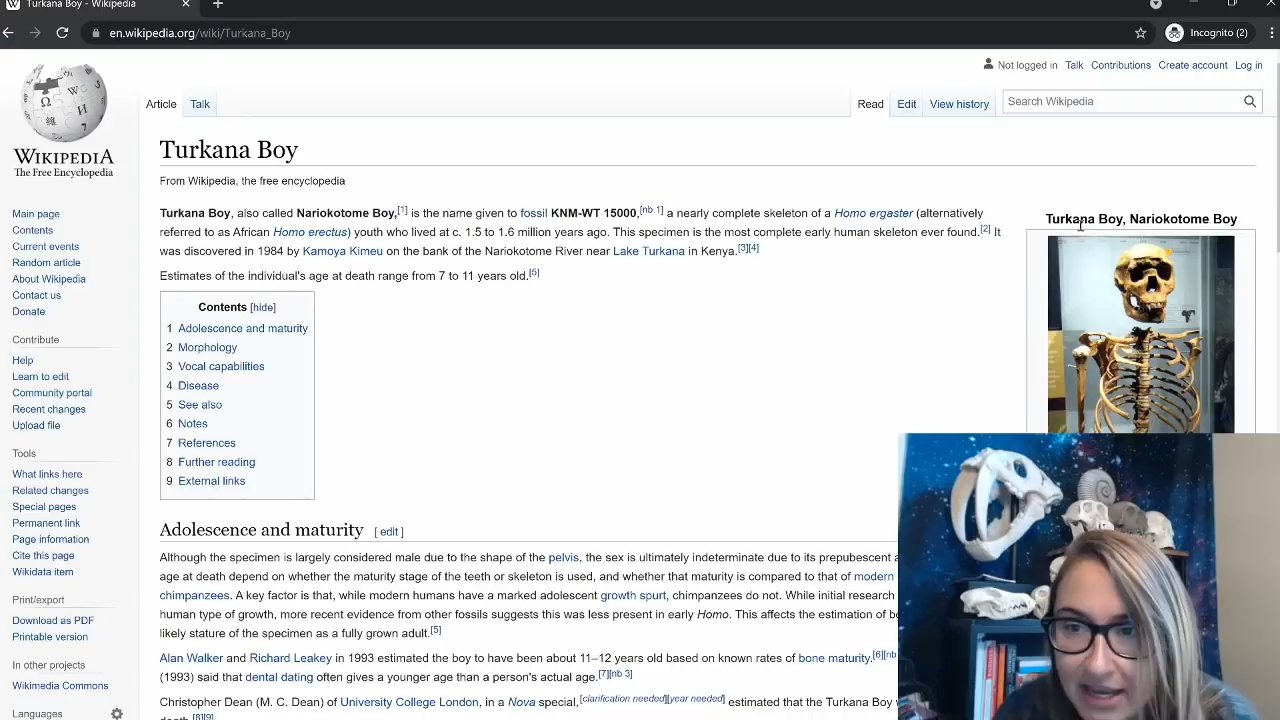 Turkana Boy - Wikipedia
en.wikipedia.org/wiki/Turkana_Boy
Incognito (2)
Not logged in Talk Contributions Create account Log in
Article Talk
Read Edit View history
Search Wikipedia
WIKIPEDIA
The Free Encyclopedia
Main page
Contents
Current events
Random article
About Wikipedia
Contact us
Donate
Contribute
Help
Learn to edit
Community portal
Recent changes
Upload file
Tools
What links here
Related changes
Special pages
Permanent link
Page information
Cite this page
Wikidata item
Print/export
Download as PDF
Printable version
In other projects
Wikimedia Commons
Languages
Turkana Boy
From Wikipedia, the free encyclopedia
Turkana Boy, also called Nariokotome Boy,[1] is the name given to fossil KNM-WT 15000,[nb 1] a nearly complete skeleton of a Homo ergaster (alternatively
referred to as African Homo erectus) youth who lived at c. 1.5 to 1.6 million years ago. This specimen is the most complete early human skeleton ever found.[2] It
was discovered in 1984 by Kamoya Kimeu on the bank of the Nariokotome River near Lake Turkana in Kenya.[3][4]
Estimates of the individual's age at death range from 7 to 11 years old.[5]
Contents [hide]
1 Adolescence and maturity
2 Morphology
3 Vocal capabilities
4 Disease
5 See also
6 Notes
7 References
8 Further reading
9 External links
Turkana Boy, Nariokotome Boy
Adolescence and maturity [ edit ]
Although the specimen is largely considered male due to the shape of the pelvis, the sex is ultimately indeterminate due to its prepubescent a
age at death depend on whether the maturity stage of the teeth or skeleton is used, and whether that maturity is compared to that of modern
chimpanzees. A key factor is that, while modern humans have a marked adolescent growth spurt, chimpanzees do not. While initial research
human type of growth, more recent evidence from other fossils suggests this was less present in early Homo. This affects the estimation of bo
likely stature of the specimen as a fully grown adult.[5]
Alan Walker and Richard Leakey in 1993 estimated the boy to have been about 11–12 years old based on known rates of bone maturity.[6][nb
(1993) said that dental dating often gives a younger age than a person's actual age.[7][nb 3]
Christopher Dean (M. C. Dean) of University College London, in a Nova special,[clarification needed][year needed] estimated that the Turkana Boy
death.[8][9]